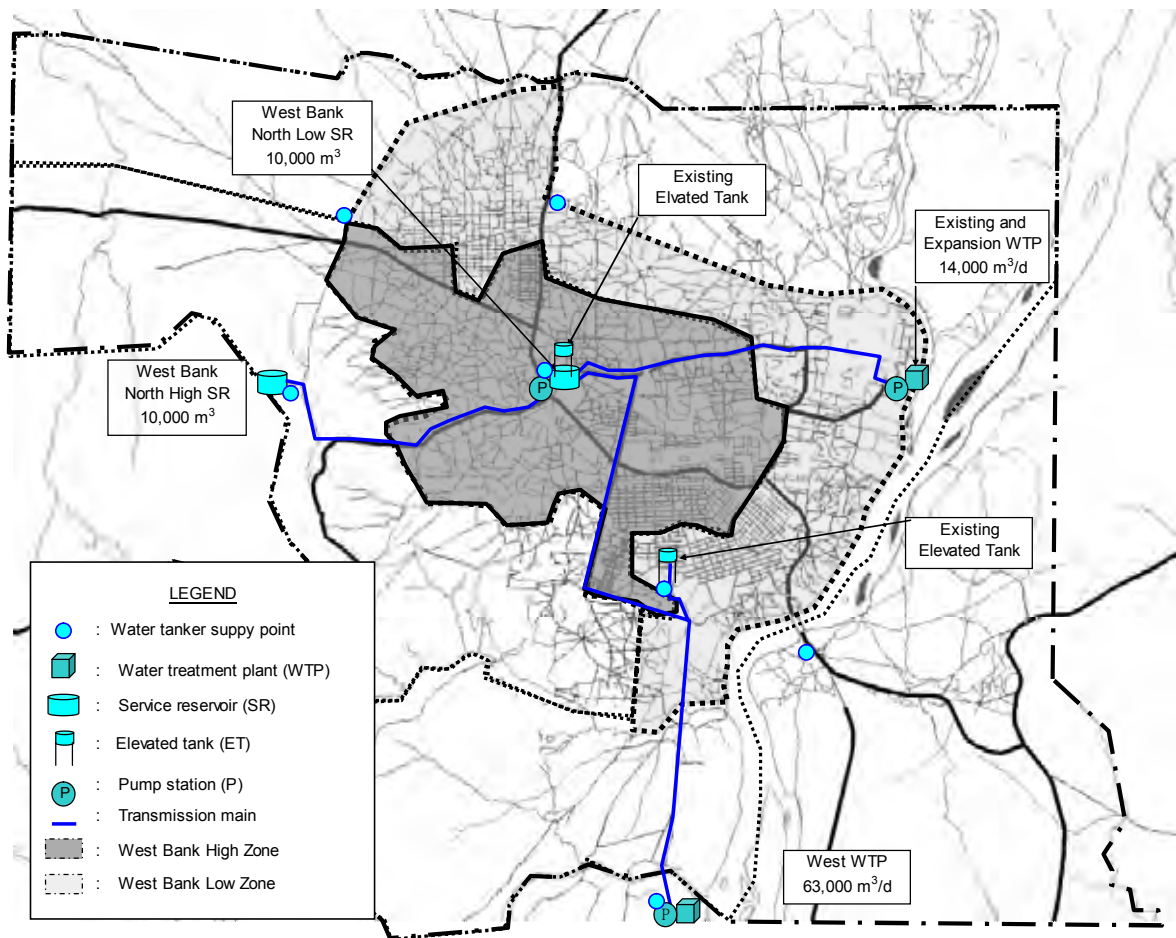 West Bank
North Low SR
10,000 m³
Existing
Elvated Tank
Existing and
Expansion WTP
14,000 m³/d
West Bank
North High SR
10,000 m³
P
P
Existing
Elevated Tank
LEGEND
: Water tanker suppy point
: Water treatment plant (WTP)
: Service reservoir (SR)
: Elevated tank (ET)
P : Pump station (P)
: Transmission main
: West Bank High Zone
: West Bank Low Zone
West WTP
63,000 m³/d
P